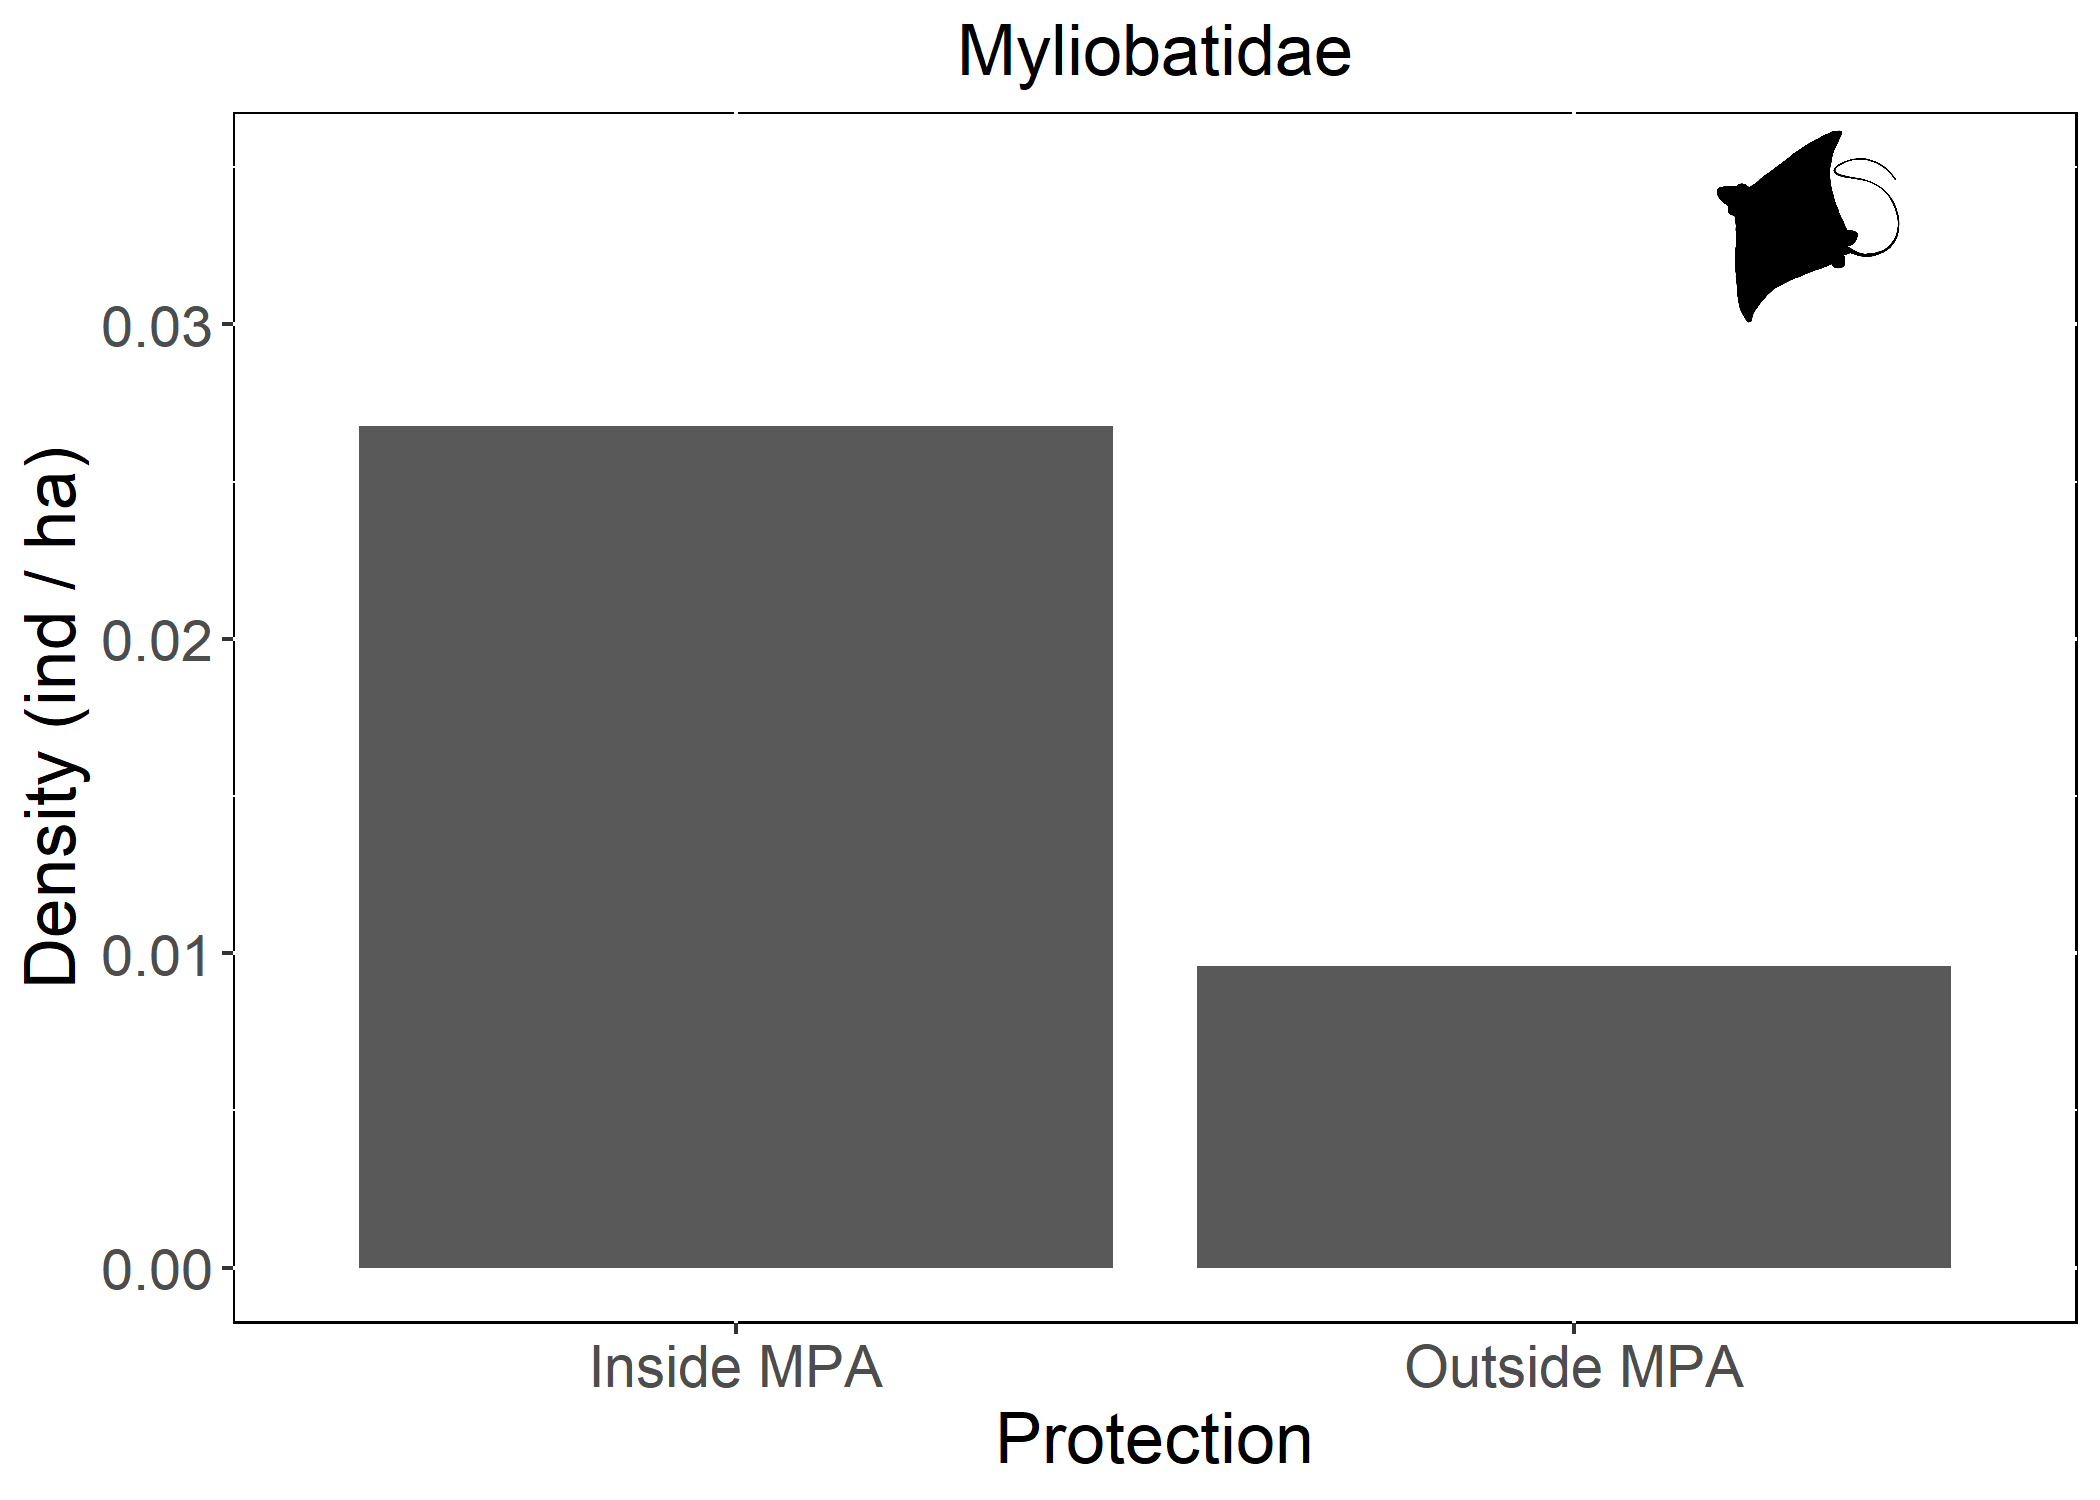 Myliobatidae
Density (ind / ha)
0.03
0.02
0.01
0.00
Inside MPA
Outside MPA
Protection